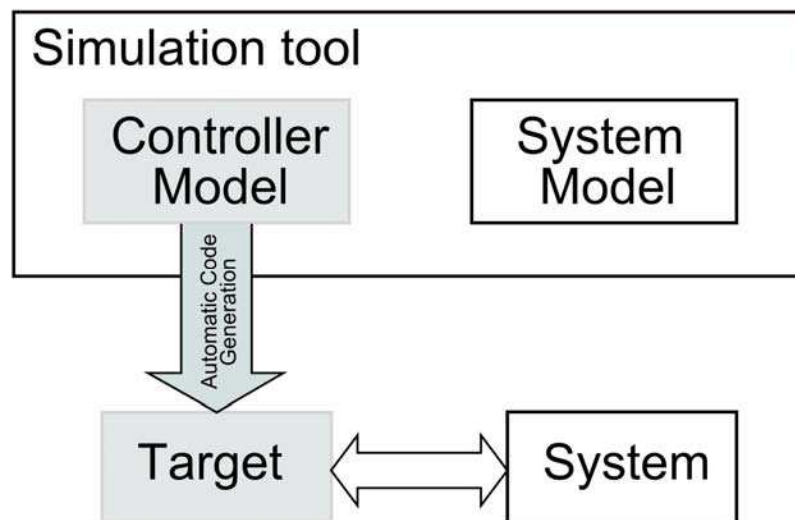 Simulation tool
Controller
Model
System
Model
Automatic Code
Generation
Target
System